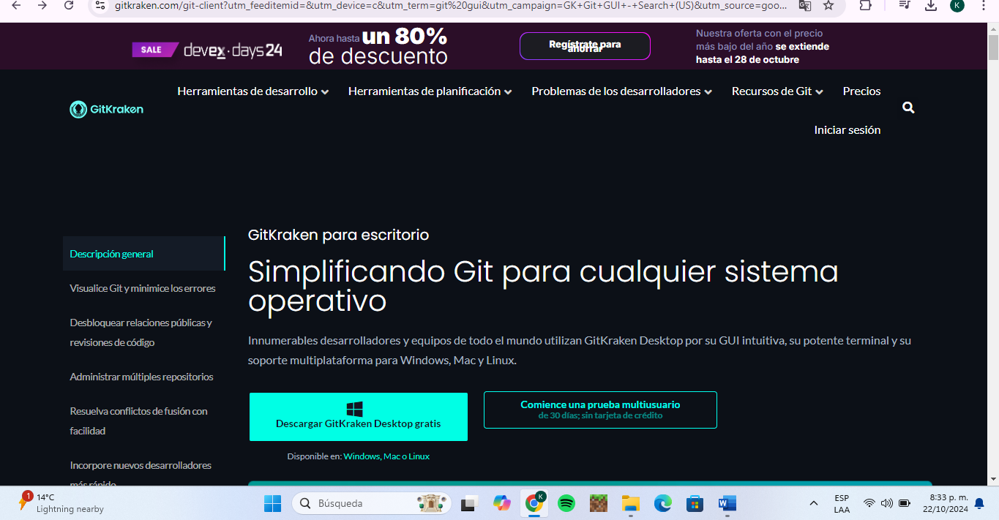 gitkraken.com/git-client?utm_feeditemid=&utm_device=c&utm_term=git%20gui&utm_campaign=GK+Git+GUI+-+Search+(US)&utm_source=goo...
K
SALE
devex·days24
Ahora hasta un 80%
de descuento
Regístrate para
ahorrar
Nuestra oferta con el precio
más bajo del año se extiende
hasta el 28 de octubre
GitKraken
Herramientas de desarrollo
Herramientas de planificación
Problemas de los desarrolladores
Recursos de Git
Precios
Iniciar sesión
Descripción general
Visualice Git y minimice los errores
Desbloquear relaciones públicas y
revisiones de código
Administrar múltiples repositorios
Resuelva conflictos de fusión con
facilidad
Incorpore nuevos desarrolladores
más rápido
GitKraken para escritorio
Simplificando Git para cualquier sistema
operativo
Innumerables desarrolladores y equipos de todo el mundo utilizan GitKraken Desktop por su GUI intuitiva, su potente terminal y su
soporte multiplataforma para Windows, Mac y Linux.
Descargar GitKraken Desktop gratis
Disponible en: Windows, Mac o Linux
Comience una prueba multiusuario
de 30 días; sin tarjeta de crédito
1
14°C
Lightning nearby
Búsqueda
K
W
ESP
LAA
8:33 p. m.
22/10/2024